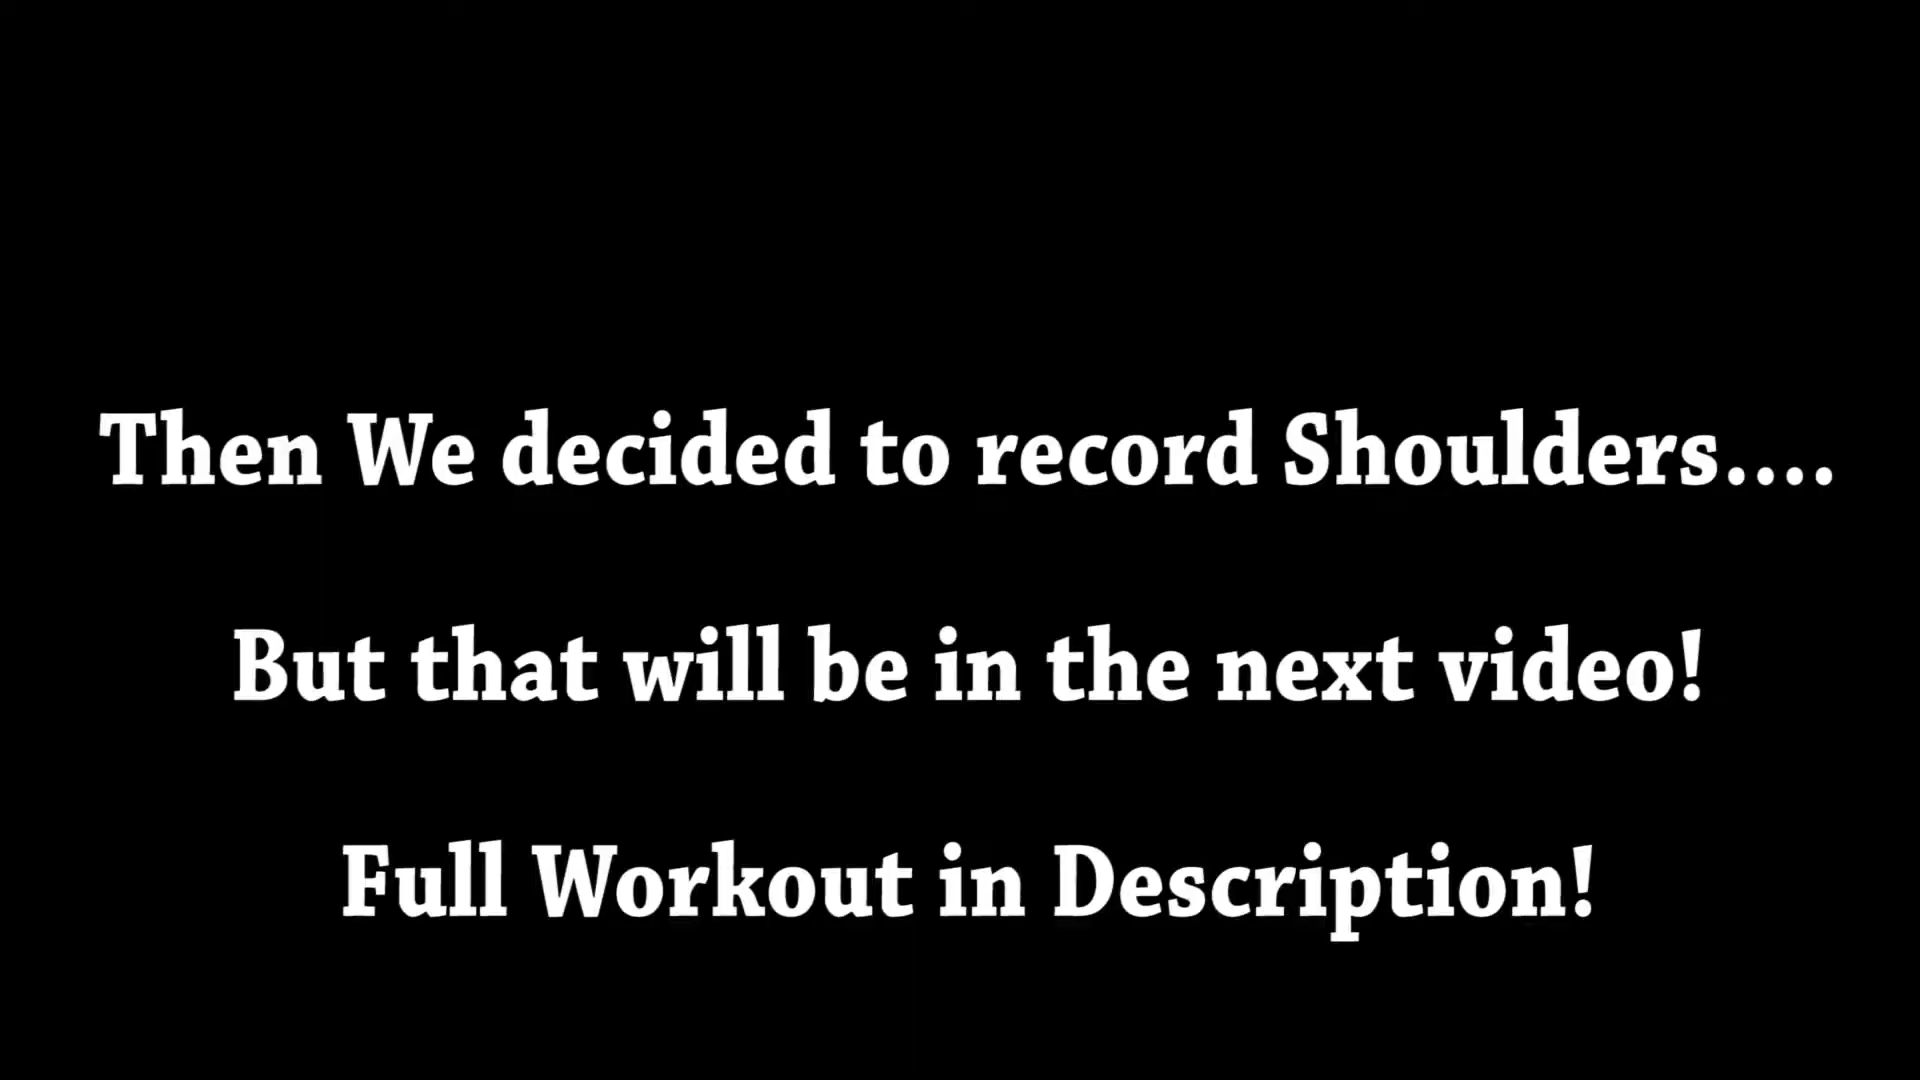 Then We decided to record Shoulders....
But that will be in the next video!
Full Workout in Description!